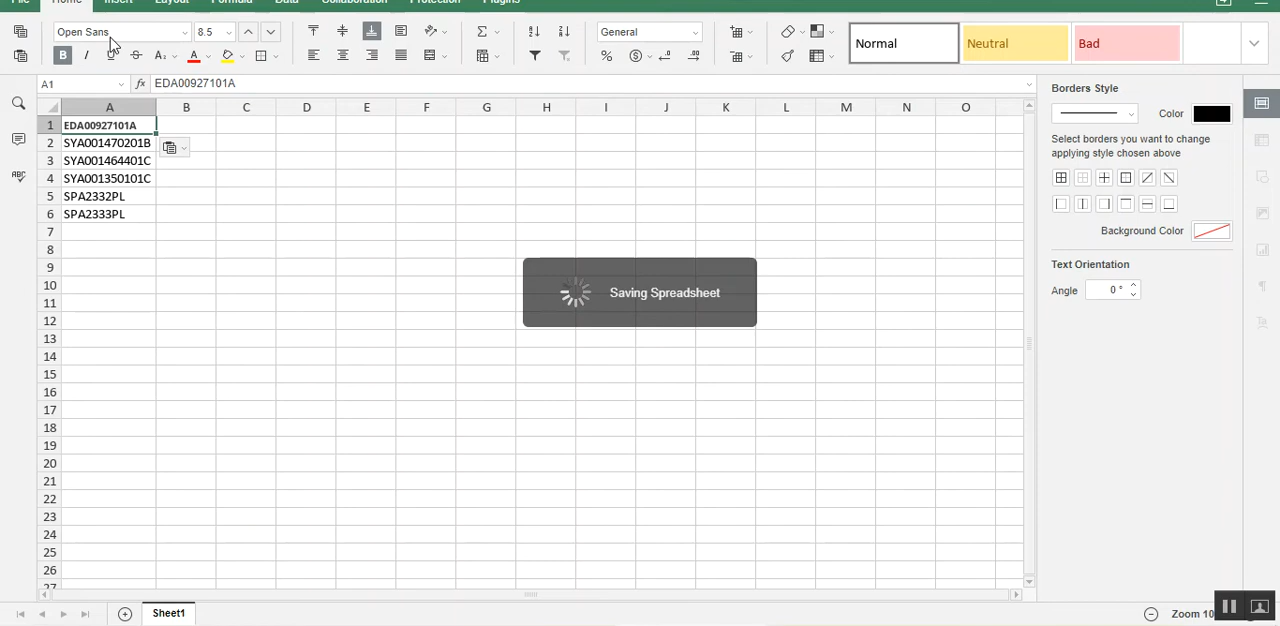 File Home Insert Layout Formula Data Collaboration Protection Plugins
Open Sans 8.5 General Normal Neutral Bad
A1 fx EDA00927101A
A B C D E F G H I J K L M N O
1 EDA00927101A
2 SYA001470201B
3 SYA001464401C
4 SYA001350101C
5 SPA2332PL
6 SPA2333PL
7
8
9
10
11
12
13
14
15
16
17
18
19
20
21
22
23
24
25
26
27
Saving Spreadsheet
Borders Style
Color
Select borders you want to change
applying style chosen above
Background Color
Text Orientation
Angle 0 °
Sheet1
Zoom 10